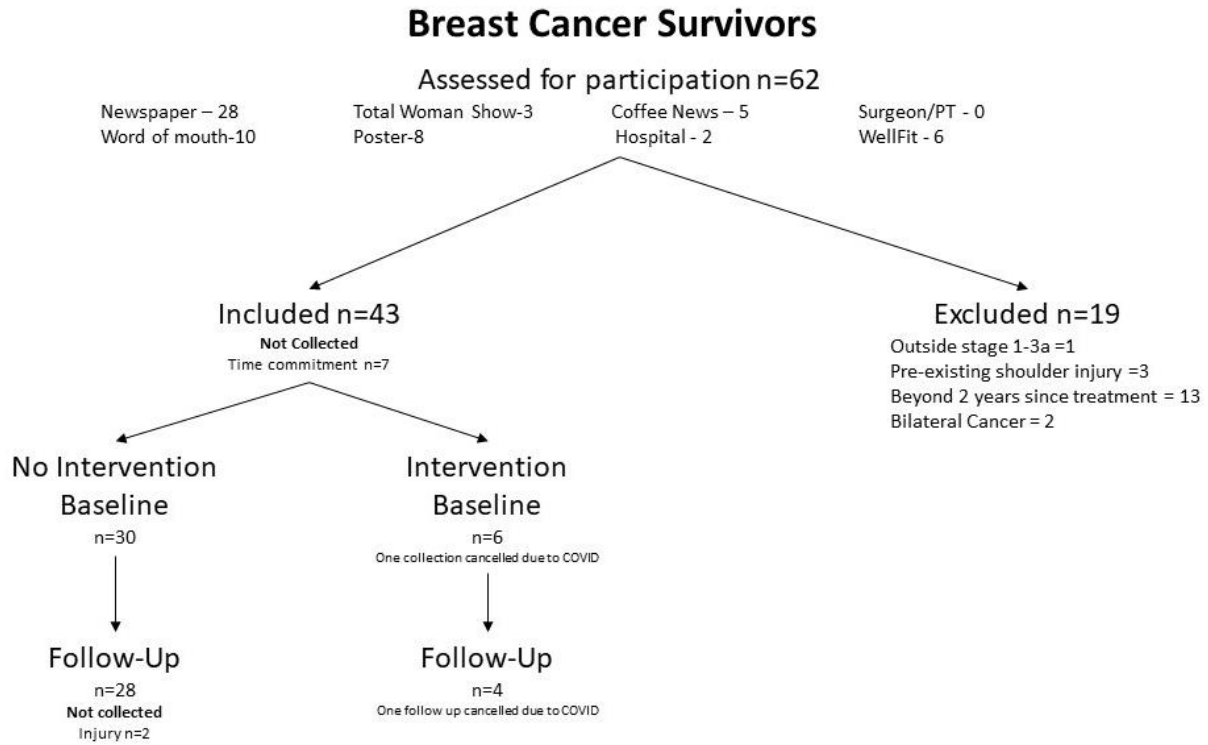 Breast Cancer Survivors
Assessed for participation n=62
Newspaper – 28
Word of mouth-10
Total Woman Show-3
Poster-8
Coffee News – 5
Hospital - 2
Surgeon/PT - 0
WellFit - 6
Included n=43
Not Collected
Time commitment n=7
Excluded n=19
Outside stage 1-3a =1
Pre-existing shoulder injury =3
Beyond 2 years since treatment = 13
Bilateral Cancer = 2
No Intervention
Baseline
n=30
Intervention
Baseline
n=6
One collection cancelled due to COVID
Follow-Up
n=28
Not collected
Injury n=2
Follow-Up
n=4
One follow up cancelled due to COVID